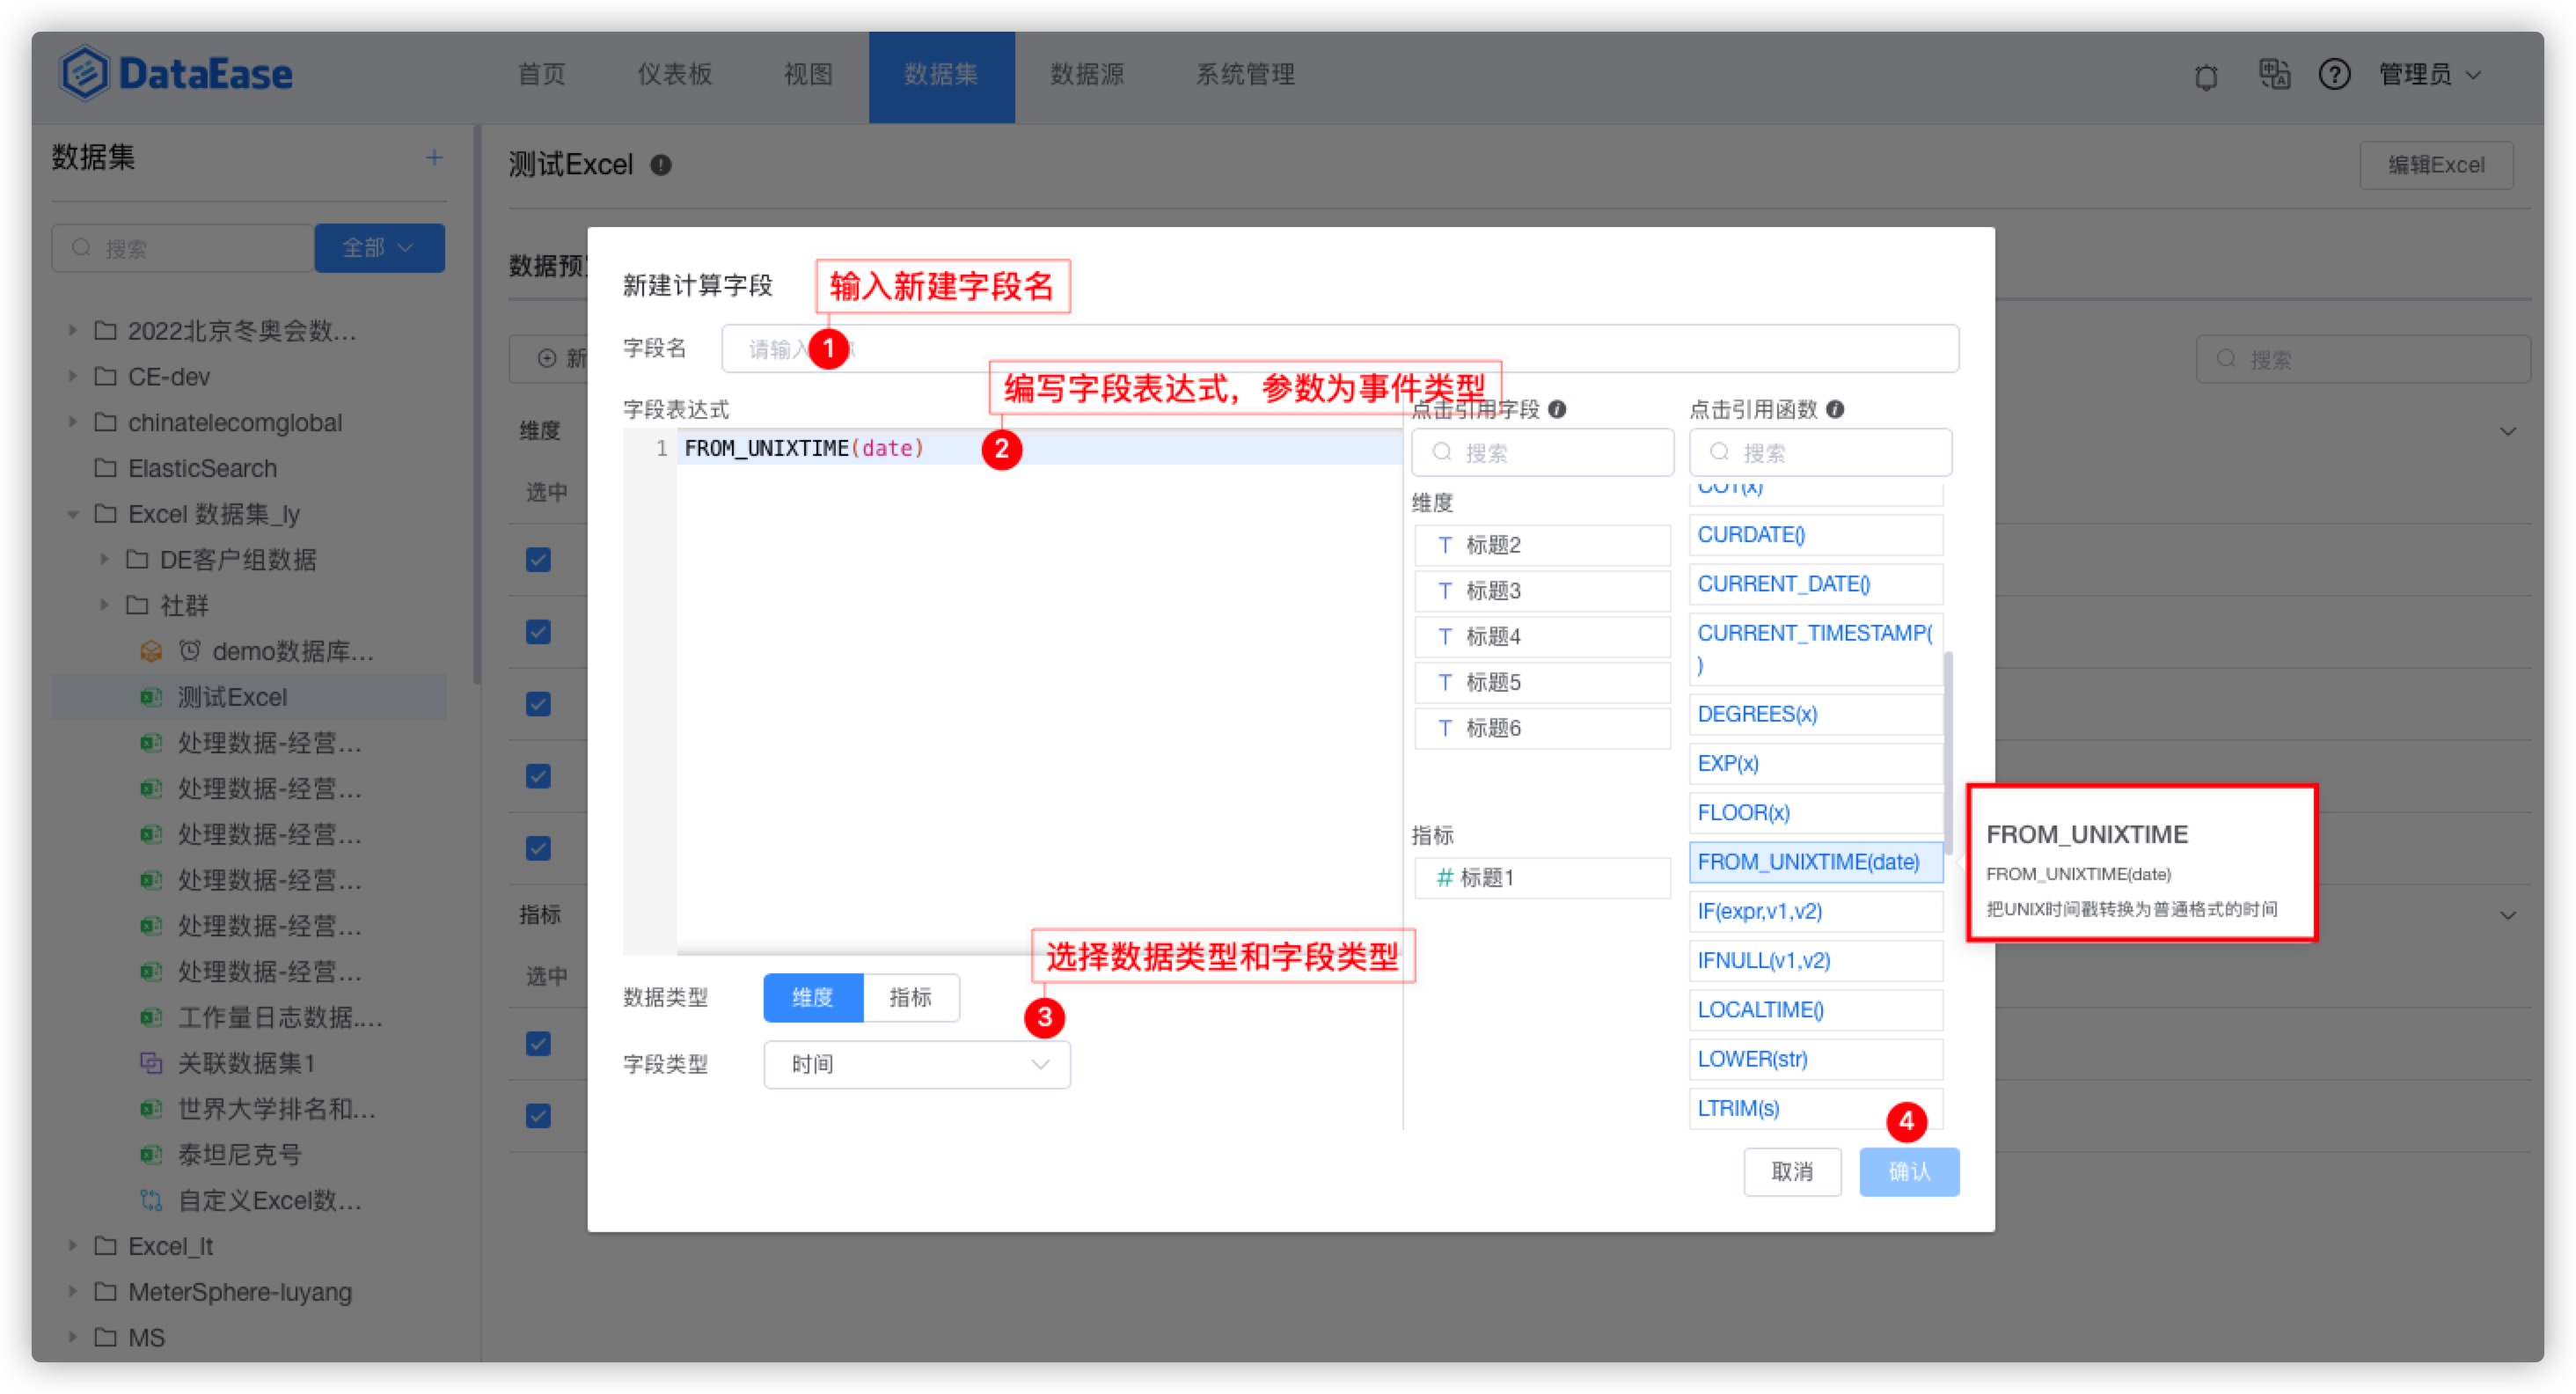 DataEase
首页
仪表板
视图
数据集
数据源
系统管理
管理员
数据集
搜索
全部
2022北京冬奥会数...
CE-dev
chinatelecomglobal
ElasticSearch
Excel 数据集_ly
DE客户组数据
社群
demo数据库...
测试Excel
处理数据-经营...
处理数据-经营...
处理数据-经营...
处理数据-经营...
处理数据-经营...
处理数据-经营...
工作量日志数据....
关联数据集1
世界大学排名和...
泰坦尼克号
自定义Excel数...
Excel_lt
MeterSphere-luyang
MS
测试Excel
编辑Excel
数据预
新
搜索
维度
选中
指标
选中
新建计算字段
输入新建字段名
字段名
请输入
1
编写字段表达式，参数为事件类型
字段表达式
1 FROM_UNIXTIME(date)
2
点击引用字段
搜索
维度
T 标题2
T 标题3
T 标题4
T 标题5
T 标题6
指标
# 标题1
点击引用函数
搜索
COT(x)
CURDATE()
CURRENT_DATE()
CURRENT_TIMESTAMP(
)
DEGREES(x)
EXP(x)
FLOOR(x)
FROM_UNIXTIME(date)
IF(expr,v1,v2)
IFNULL(v1,v2)
LOCALTIME()
LOWER(str)
LTRIM(s)
FROM_UNIXTIME
FROM_UNIXTIME(date)
把UNIX时间戳转换为普通格式的时间
选择数据类型和字段类型
数据类型
维度
指标
3
字段类型
时间
4
取消
确认